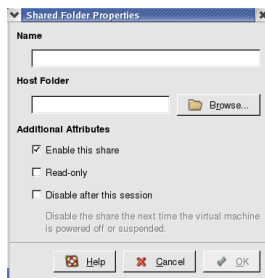 Shared Folder Properties
Name
Host Folder
Browse...
Additional Attributes
Enable this share
Read-only
Disable after this session
Disable the share the next time the virtual machine
is powered off or suspended.
Help Cancel OK